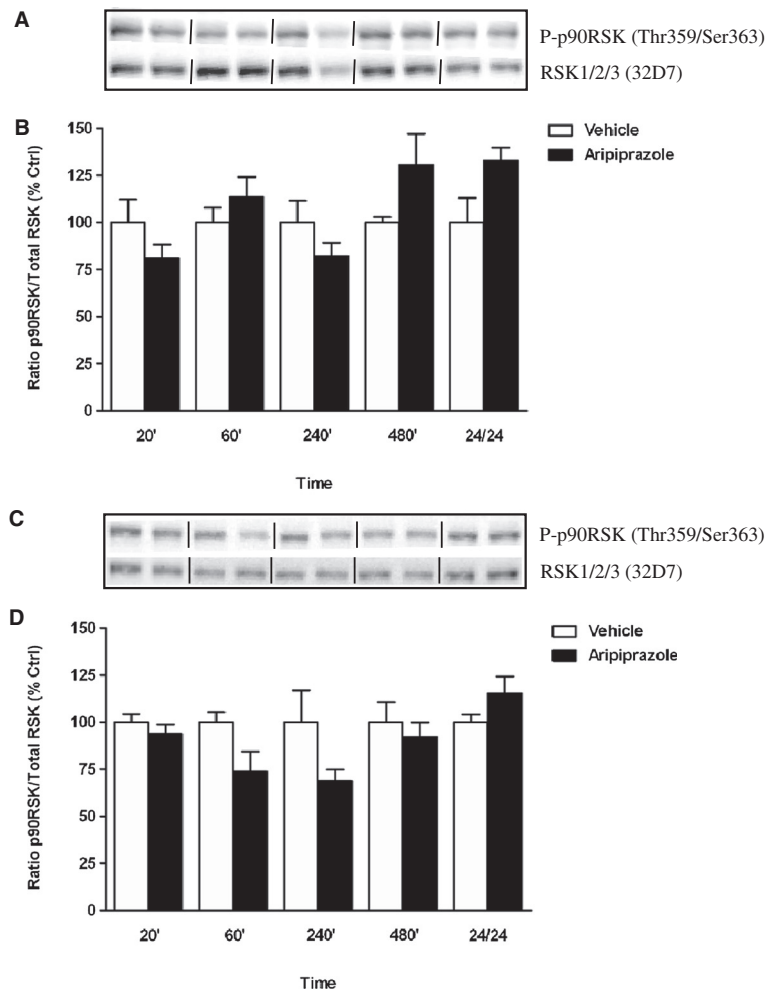 A
P-p90RSK (Thr359/Ser363)
RSK1/2/3 (32D7)
B
Ratio p90RSK/Total RSK (% Ctrl)
150
125
100
75
50
25
0
Vehicle
Aripiprazole
20' 60' 240' 480' 24/24
Time
C
P-p90RSK (Thr359/Ser363)
RSK1/2/3 (32D7)
D
Ratio p90RSK/Total RSK (% Ctrl)
150
125
100
75
50
25
0
Vehicle
Aripiprazole
20' 60' 240' 480' 24/24
Time